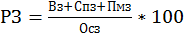 РЗ = (Вз + Спз + Пмз) / Осз * 100